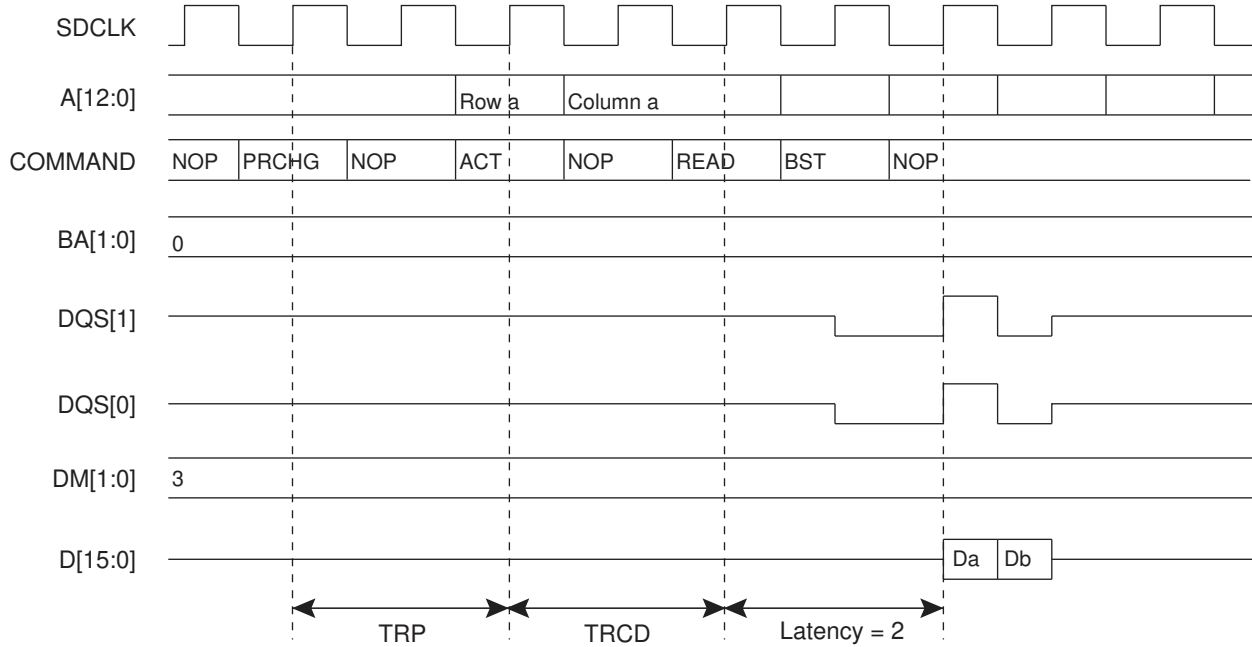 SDCLK
A[12:0] Row a Column a
COMMAND NOP PRCHG NOP ACT NOP READ BST NOP
BA[1:0] 0
DQS[1]
DQS[0]
DM[1:0] 3
D[15:0] Da Db
TRP TRCD Latency = 2